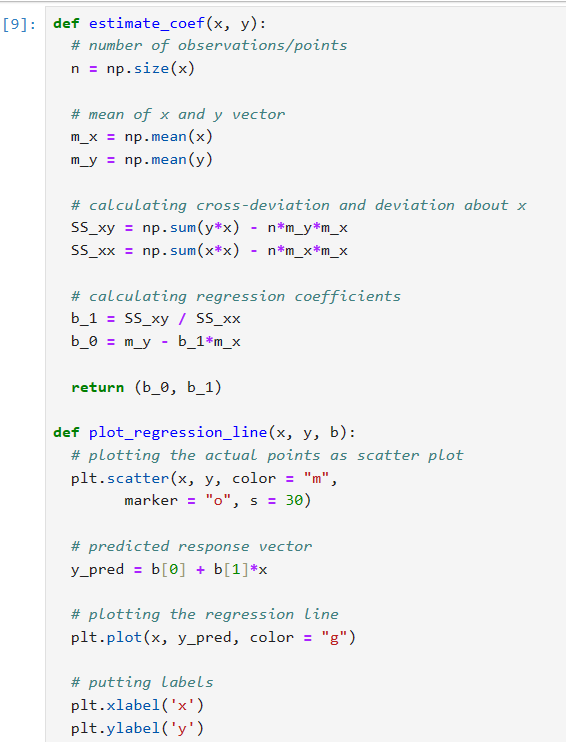 [9]: def estimate_coef(x, y):
# number of observations/points
n = np.size(x)
# mean of x and y vector
m_x = np.mean(x)
m_y = np.mean(y)
# calculating cross-deviation and deviation about x
SS_xy = np.sum(y*x) - n*m_y*m_x
SS_xx = np.sum(x*x) - n*m_x*m_x
# calculating regression coefficients
b_1 = SS_xy / SS_xx
b_0 = m_y - b_1*m_x
return (b_0, b_1)
def plot_regression_line(x, y, b):
# plotting the actual points as scatter plot
plt.scatter(x, y, color = "m",
marker = "o", s = 30)
# predicted response vector
y_pred = b[0] + b[1]*x
# plotting the regression line
plt.plot(x, y_pred, color = "g")
# putting labels
plt.xlabel('x')
plt.ylabel('y')